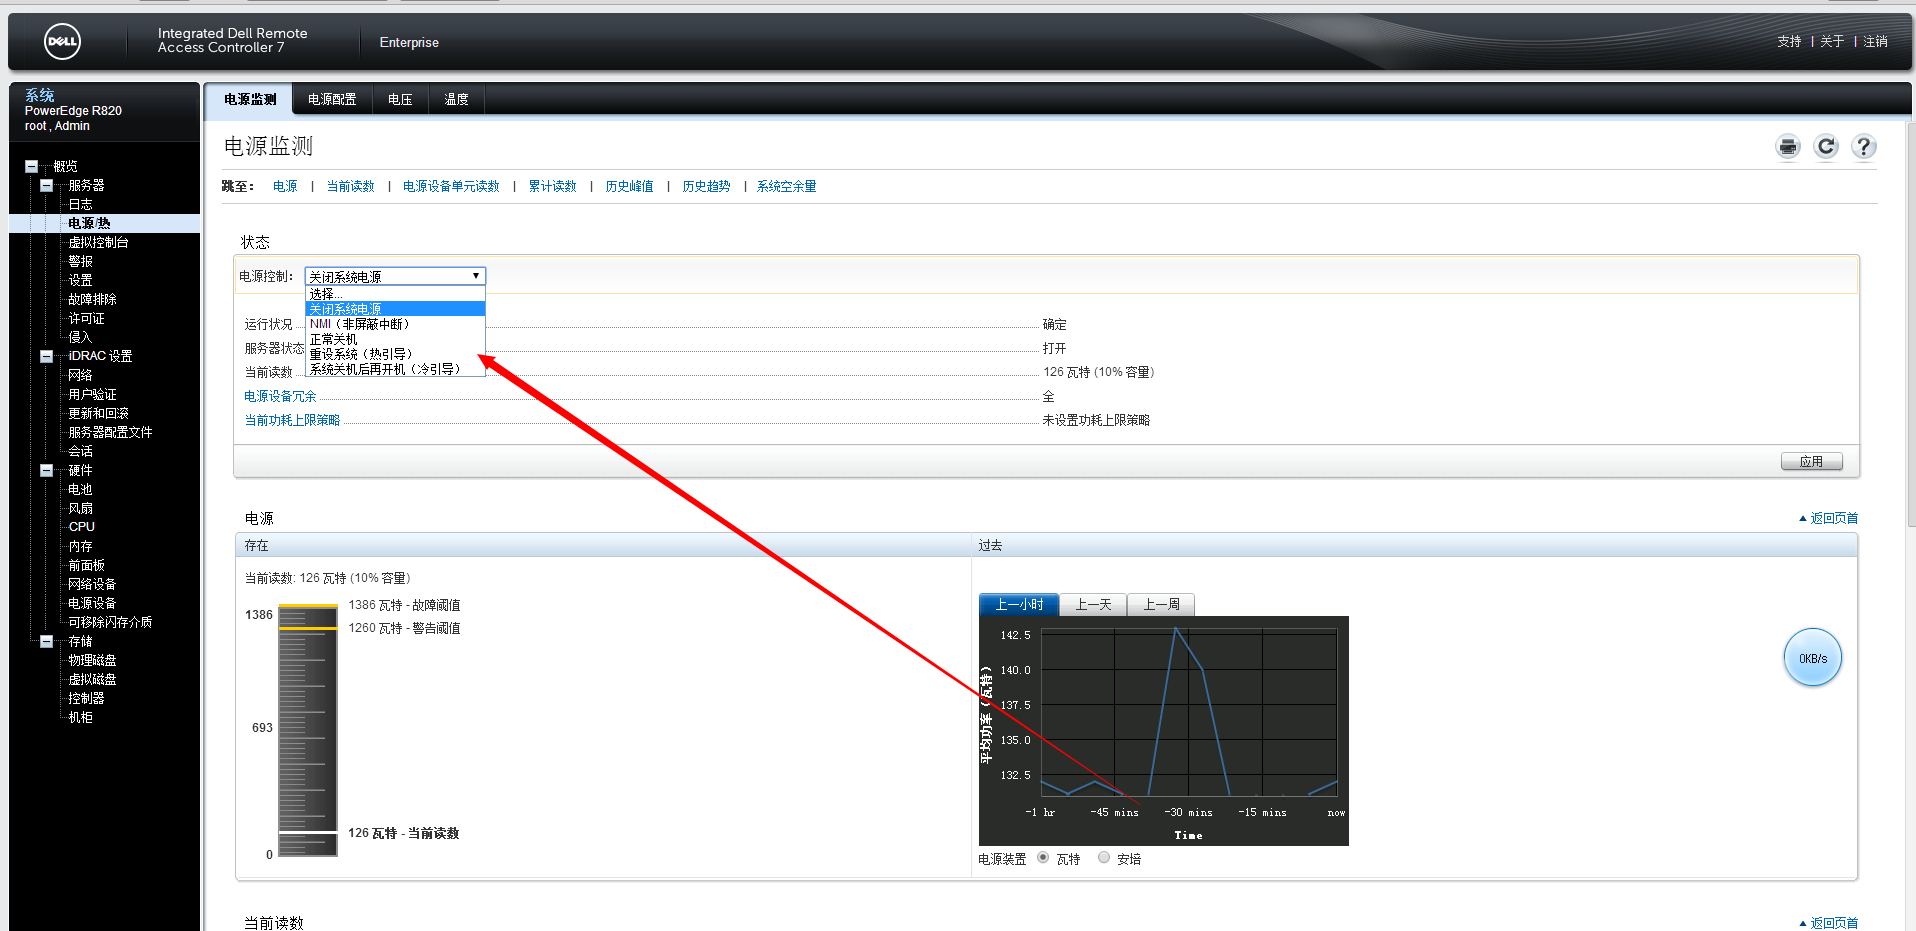 DELL
Integrated Dell Remote
Access Controller 7
Enterprise
支持 | 关于 | 注销
系统
PowerEdge R820
root , Admin
概览
服务器
日志
电源/热
虚拟控制台
警报
设置
故障排除
许可证
侵入
iDRAC 设置
网络
用户验证
更新和回滚
服务器配置文件
会话
硬件
电池
风扇
CPU
内存
前面板
网络设备
电源设备
可移除闪存介质
存储
物理磁盘
虚拟磁盘
控制器
机柜
电源监测 电源配置 电压 温度
电源监测
跳至： 电源 | 当前读数 | 电源设备单元读数 | 累计读数 | 历史峰值 | 历史趋势 | 系统空余量
状态
电源控制： 关闭系统电源
选择...
关闭系统电源
NMI（非屏蔽中断）
正常关机
重设系统（热引导）
系统关机后再开机（冷引导）
运行状况 确定
服务器状态 打开
当前读数 126 瓦特 (10% 容量)
电源设备冗余 全
当前功耗上限策略 未设置功耗上限策略
应用
电源
返回页首
存在
过去
当前读数: 126 瓦特 (10% 容量)
1386
693
0
1386 瓦特 - 故障阈值
1260 瓦特 - 警告阈值
126 瓦特 - 当前读数
上一小时 上一天 上一周
平均功率（瓦特）
142.5
140.0
137.5
135.0
132.5
-1 hr -45 mins -30 mins -15 mins now
Time
电源装置 瓦特 安培
0KB/s
当前读数
返回页首